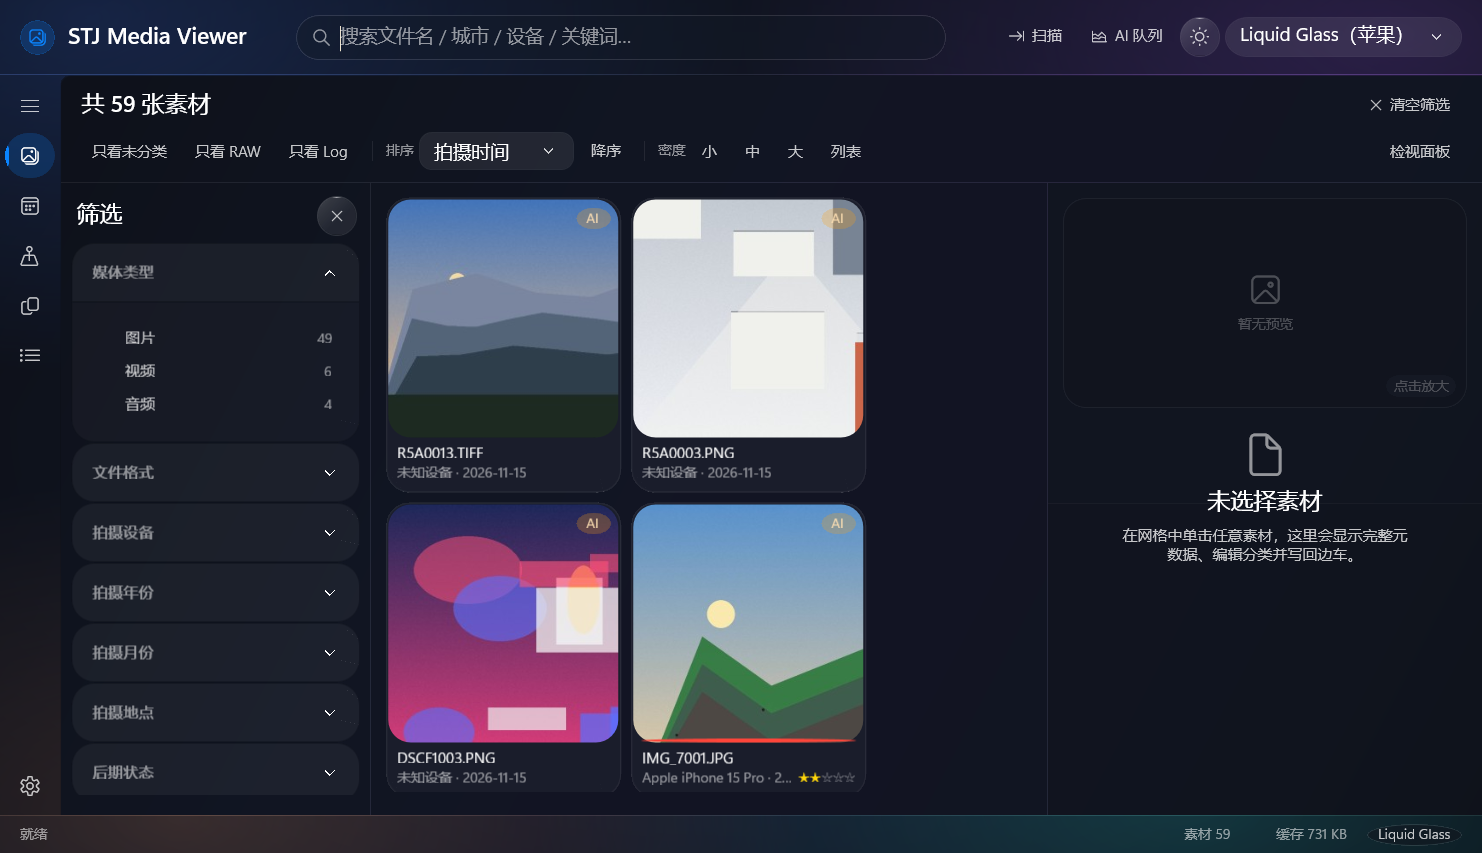 STJ Media Viewer
搜索文件名 / 城市 / 设备 / 关键词...
扫描
AI 队列
Liquid Glass（苹果）
共 59 张素材
清空筛选
只看未分类
只看 RAW
只看 Log
排序
拍摄时间
降序
密度
小
中
大
列表
检视面板
筛选
媒体类型
图片 49
视频 6
音频 4
文件格式
拍摄设备
拍摄年份
拍摄月份
拍摄地点
后期状态
AI
R5A0013.TIFF
未知设备 · 2026-11-15
AI
R5A0003.PNG
未知设备 · 2026-11-15
AI
DSCF1003.PNG
未知设备 · 2026-11-15
AI
IMG_7001.JPG
Apple iPhone 15 Pro · 2... ★★☆☆☆
暂无预览
点击放大
未选择素材
在网格中单击任意素材，这里会显示完整元
数据、编辑分类并写回边车。
就绪
素材 59
缓存 731 KB
Liquid Glass